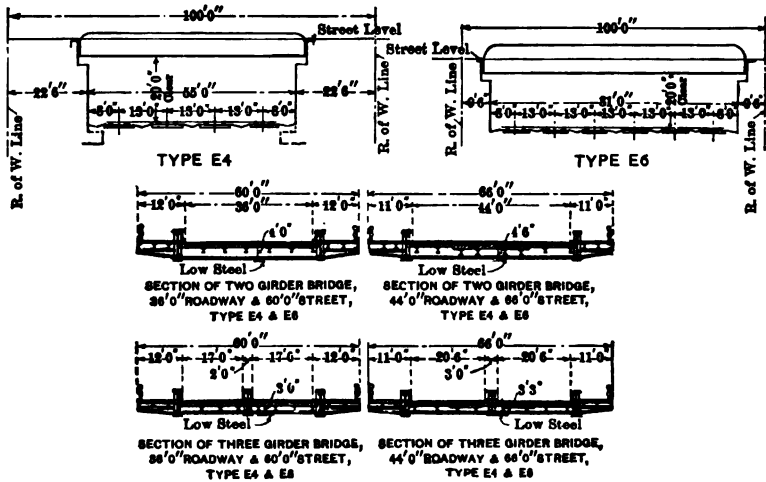 100'0"
Street Level
22'6" 55'0" 22'6"
20'0" Clear
8'0" 13'0" 13'0" 13'0" 8'0"
R. of W. Line
R. of W. Line
TYPE E4
100'0"
Street Level
9'6" 81'0" 9'6"
20'0" Clear
8'0" 13'0" 13'0" 13'0" 13'0" 13'0" 8'0"
R. of W. Line
R. of W. Line
TYPE E6
60'0"
12'0" 36'0" 12'0"
4'0"
Low Steel
SECTION OF TWO GIRDER BRIDGE,
36'0" ROADWAY & 60'0" STREET,
TYPE E4 & E6
66'0"
11'0" 44'0" 11'0"
4'6"
Low Steel
SECTION OF TWO GIRDER BRIDGE,
44'0" ROADWAY & 66'0" STREET,
TYPE E4 & E6
60'0"
12'0" 17'0" 17'0" 12'0"
2'0"
3'0"
Low Steel
SECTION OF THREE GIRDER BRIDGE,
36'0" ROADWAY & 60'0" STREET,
TYPE E4 & E6
66'0"
11'0" 20'6" 20'6" 11'0"
3'0"
3'3"
Low Steel
SECTION OF THREE GIRDER BRIDGE,
44'0" ROADWAY & 66'0" STREET,
TYPE E4 & E6